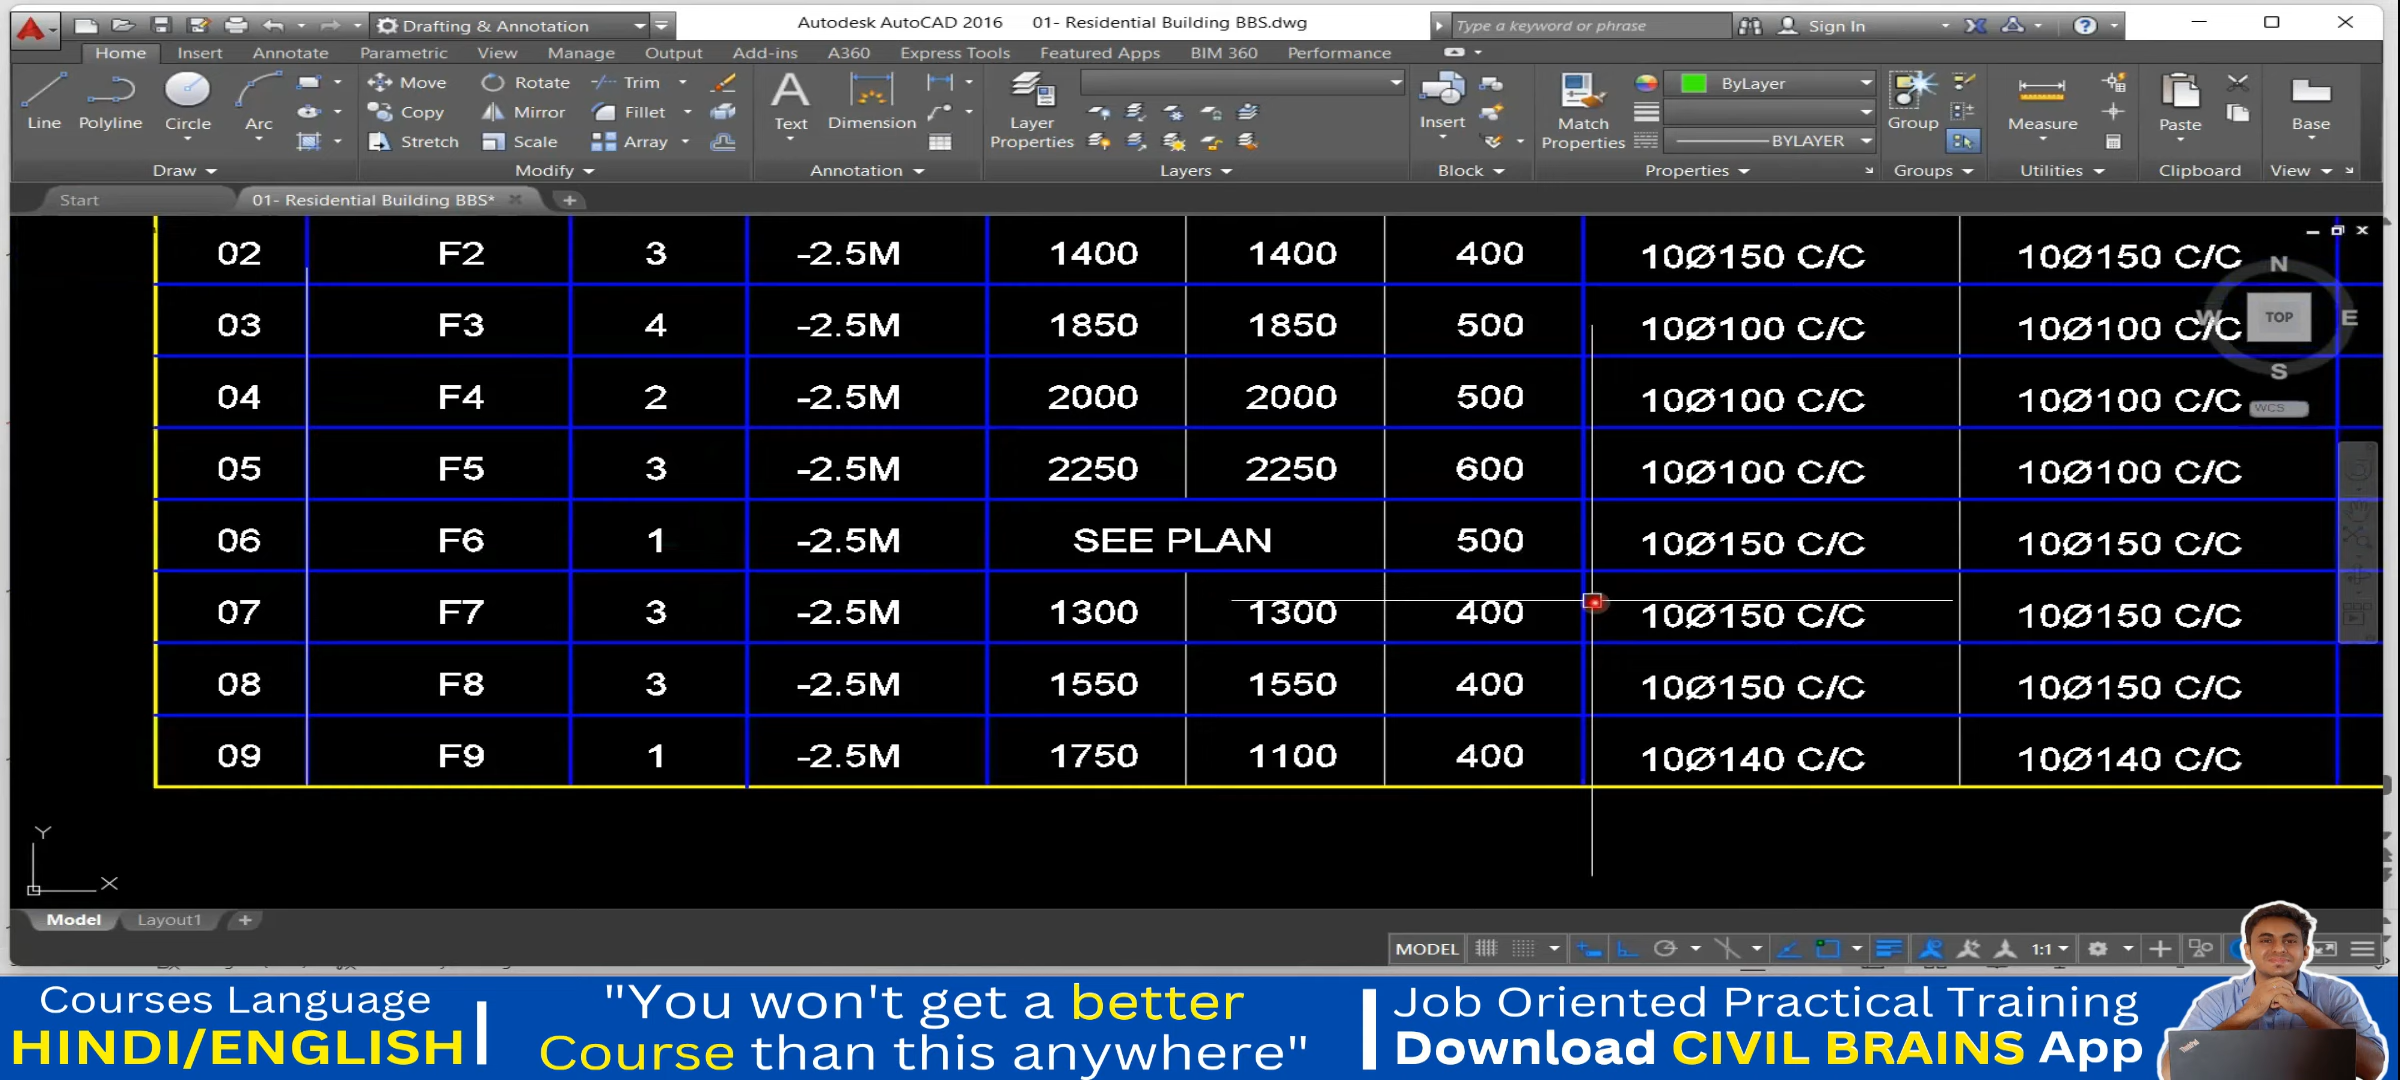 Drafting & Annotation
Autodesk AutoCAD 2016 01- Residential Building BBS.dwg
Type a keyword or phrase
Sign In
Home Insert Annotate Parametric View Manage Output Add-ins A360 Express Tools Featured Apps BIM 360 Performance
Line Polyline Circle Arc
Move Rotate Trim
Copy Mirror Fillet
Stretch Scale Array
Text Dimension
Layer Properties
Insert
Match Properties
ByLayer
BYLAYER
Group Measure Paste Base
Draw Modify Annotation Layers Block Properties Groups Utilities Clipboard View
Start 01- Residential Building BBS*
02 F2 3 -2.5M 1400 1400 400 10Ø150 C/C 10Ø150 C/C
03 F3 4 -2.5M 1850 1850 500 10Ø100 C/C 10Ø100 C/C
04 F4 2 -2.5M 2000 2000 500 10Ø100 C/C 10Ø100 C/C
05 F5 3 -2.5M 2250 2250 600 10Ø100 C/C 10Ø100 C/C
06 F6 1 -2.5M SEE PLAN 500 10Ø150 C/C 10Ø150 C/C
07 F7 3 -2.5M 1300 1300 400 10Ø150 C/C 10Ø150 C/C
08 F8 3 -2.5M 1550 1550 400 10Ø150 C/C 10Ø150 C/C
09 F9 1 -2.5M 1750 1100 400 10Ø140 C/C 10Ø140 C/C
N
W TOP E
S
WCS
Y
X
Model Layout1
MODEL 1:1
Courses Language
HINDI/ENGLISH
"You won't get a better
Course than this anywhere"
Job Oriented Practical Training
Download CIVIL BRAINS App